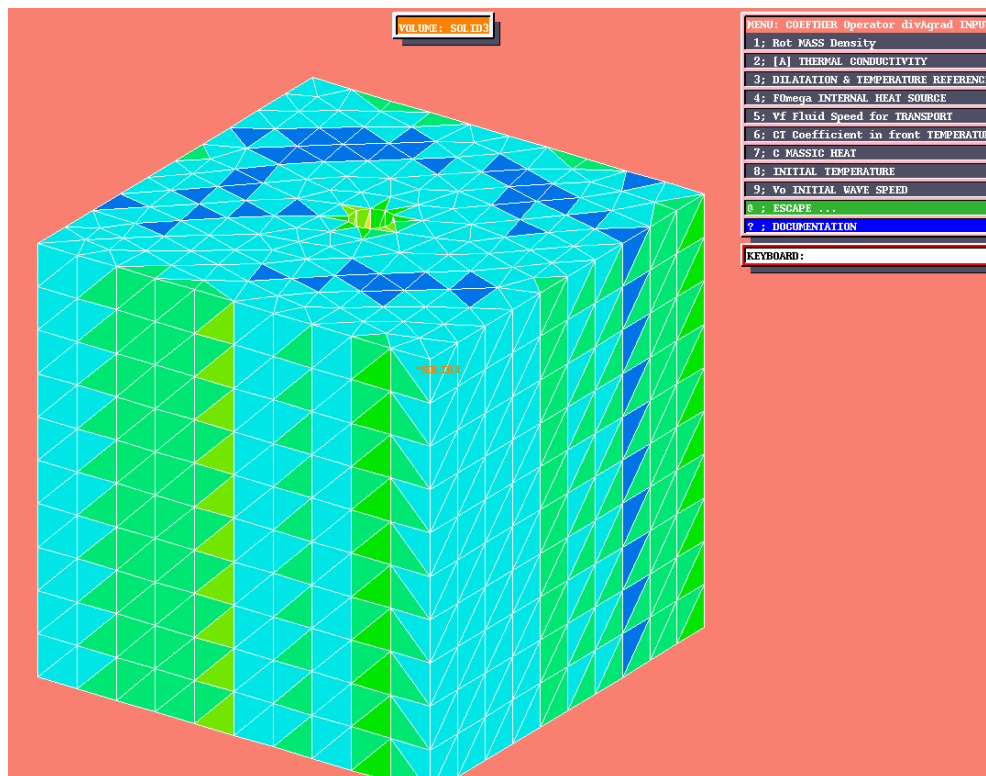 VOLUME: SOLID3
MENU: COEFTHER Operator divAgrad INPU
1; Rot MASS Density
2; [A] THERMAL CONDUCTIVITY
3; DILATATION & TEMPERATURE REFERENC
4; FOmega INTERNAL HEAT SOURCE
5; Vf Fluid Speed for TRANSPORT
6; CT Coefficient in front TEMPERATU
7; C MASSIC HEAT
8; INITIAL TEMPERATURE
9; Vo INITIAL WAVE SPEED
@ ; ESCAPE ...
? ; DOCUMENTATION
KEYBOARD:
*SOLID3